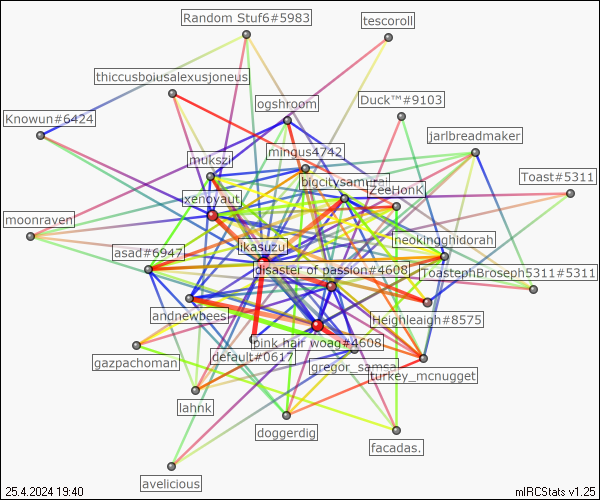 Random Stuf6#5983
tescoroll
thiccusboiusalexusjoneus
ogshroom
Duck™#9103
Knowun#6424
jarlbreadmaker
mukszi
mingus4742
bigcitysamurai
ZeeHonK
Toast#5311
xenoyaut
moonraven
asad#6947
likasuzu
neokingghidorah
disaster of passion#4608
ToastephBroseph5311#5311
andnewbees
Heighleaigh#8575
pink hair woag#4608
default#0617
gazpachoman
gregor_samsa
turkey_mcnugget
lahnk
doggerdig
facadas.
avelicious
25.4.2024 19:40
mIRCStats v1.25